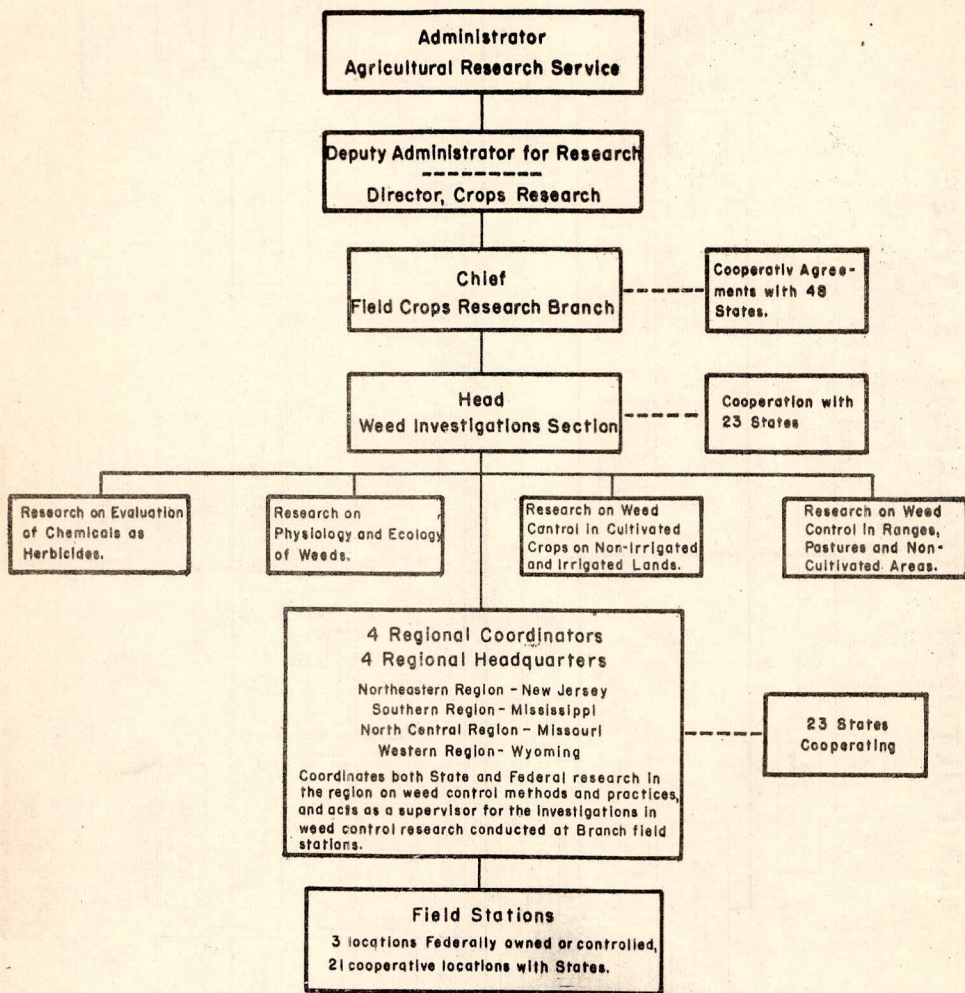 Administrator
Agricultural Research Service
Deputy Administrator for Research
Director, Crops Research
Chief
Field Crops Research Branch
Cooperativ Agree-
ments with 48
States.
Head
Weed Investigations Section
Cooperation with
23 States
Research on Evaluation
of Chemicals as
Herbicides.
Research on
Physiology and Ecology
of Weeds.
Research on Weed
Cantrol in Cultivated
Crops on Non-Irrigated
and Irrigated Lands.
Research on Weed
Control in Ranges,
Pastures and Non-
Cultivated Areas.
4 Regional Coordinators
4 Regional Headquarters
Northeastern Region - New Jersey
Southern Region - Mississippi
North Central Region - Missouri
Western Region - Wyoming
Coordinates both State and Federal research in
the region on weed control methods and practices,
and acts as a supervisor for the investigations in
weed control research conducted at Branch field
stations.
23 States
Cooperating
Field Stations
3 locations Federally owned or controlled,
21 cooperative locations with States.